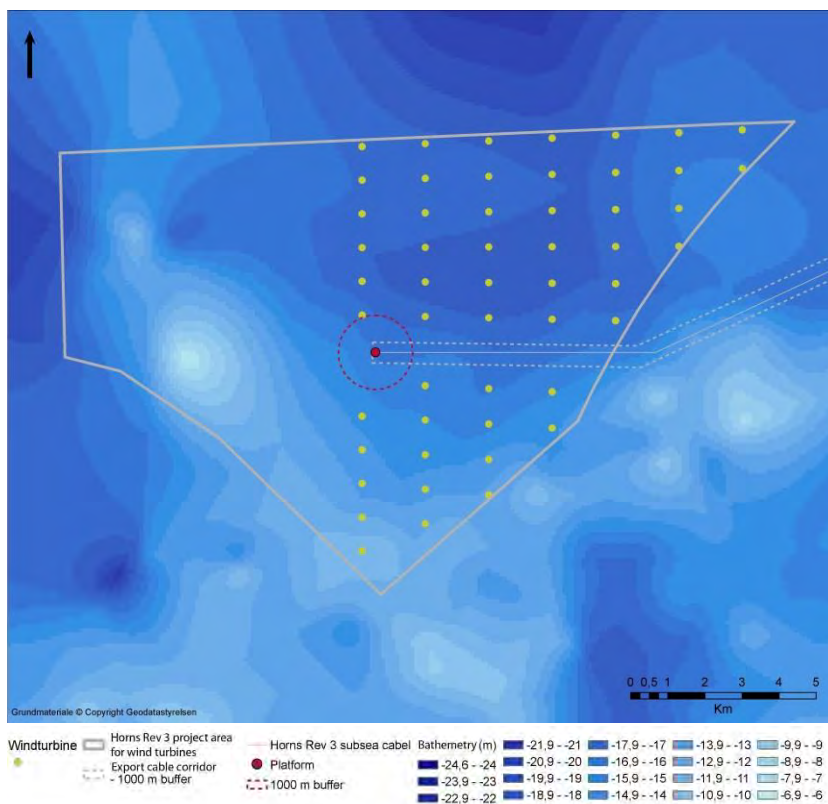 0 0,5 1 2 3 4 5
Km
Grundmateriale © Copyright Geodatastyrelsen
Windturbine
Horns Rev 3 project area
for wind turbines
Export cable corridor
- 1000 m buffer
Horns Rev 3 subsea cabel
Platform
1000 m buffer
Bathemetry (m)
-24,6 - -24
-23,9 - -23
-22,9 - -22
-21,9 - -21
-20,9 - -20
-19,9 - -19
-18,9 - -18
-17,9 - -17
-16,9 - -16
-15,9 - -15
-14,9 - -14
-13,9 - -13
-12,9 - -12
-11,9 - -11
-10,9 - -10
-9,9 - -9
-8,9 - -8
-7,9 - -7
-6,9 - -6